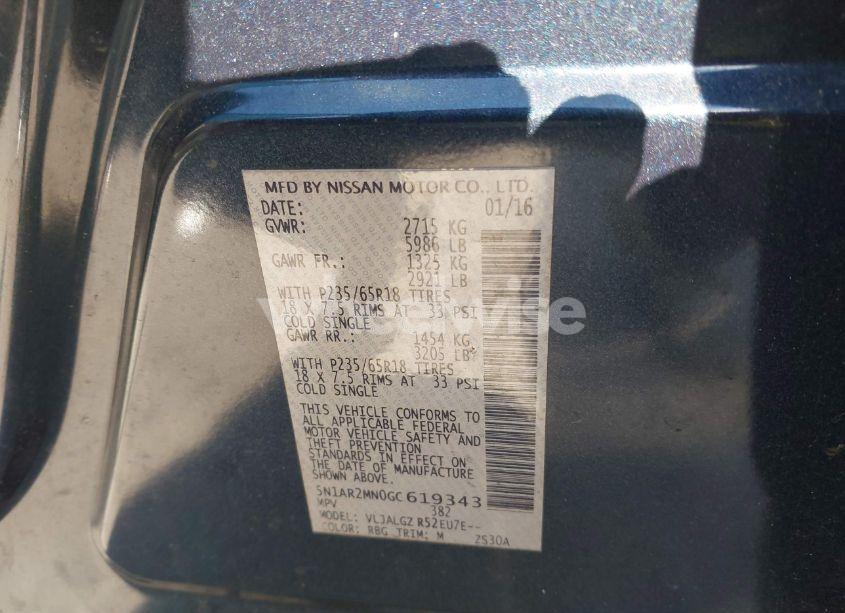 MFD BY NISSAN MOTOR CO., LTD.
DATE: 01/16
GVWR: 2715 KG
5986 LB
GAWR FR.: 1325 KG
2921 LB
WITH P235/65R18 TIRES
18 X 7.5 RIMS AT 33 PSI
COLD SINGLE
GAWR RR.: 1454 KG
3205 LB
WITH P235/65R18 TIRES
18 X 7.5 RIMS AT 33 PSI
COLD SINGLE
THIS VEHICLE CONFORMS TO
ALL APPLICABLE FEDERAL
MOTOR VEHICLE SAFETY AND
THEFT PREVENTION
STANDARDS IN EFFECT ON
THE DATE OF MANUFACTURE
SHOWN ABOVE.
5N1AR2MN0GC619343
MPV 382
MODEL: VLJALGZ R52EU7E--
COLOR: RBG TRIM: M 2S30A